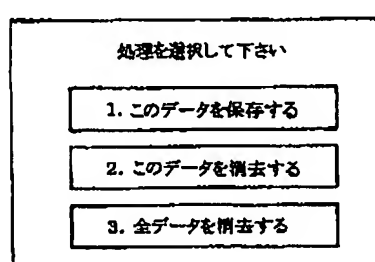 処理を選択して下さい
1. このデータを保存する
2. このデータを消去する
3. 全データを消去する